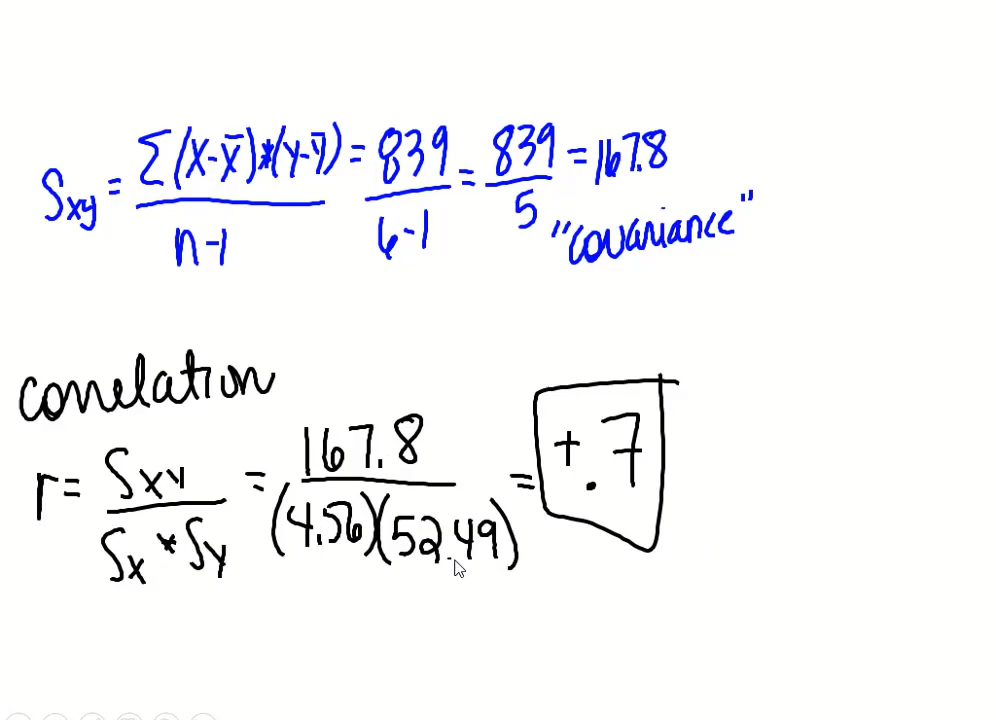 Sxy = Σ(X-X̄)*(Y-Ȳ) / n-1 = 839 / 6-1 = 839 / 5 = 167.8
"covariance"
correlation
r = Sxy / Sx * Sy = 167.8 / (4.56)(52.49) = +.7